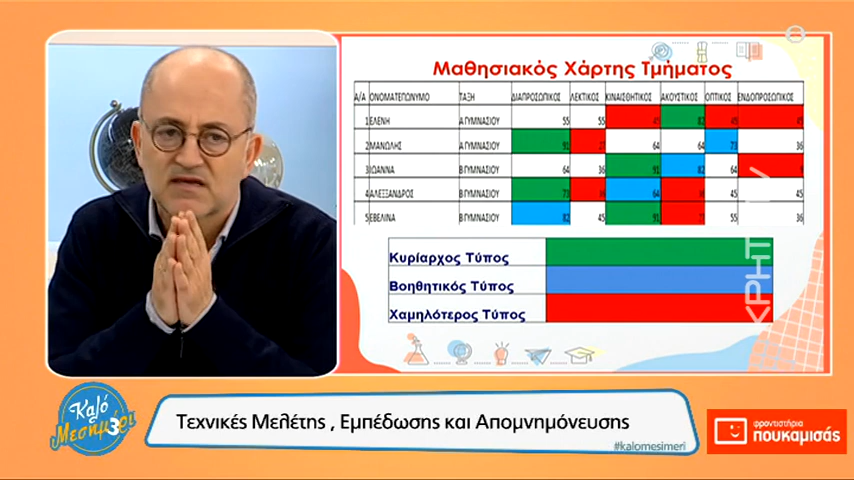 Μαθησιακός Χάρτης Τμήματος
Α/Α ΟΝΟΜΑΤΕΠΩΝΥΜΟ ΤΑΞΗ ΔΙΑΠΡΟΣΩΠΙΚΟΣ ΛΕΚΤΙΚΟΣ ΚΙΝΑΙΣΘΗΤΙΚΟΣ ΑΚΟΥΣΤΙΚΟΣ ΟΠΤΙΚΟΣ ΕΝΔΟΠΡΟΣΩΠΙΚΟΣ
1 ΕΛΕΝΗ Α ΓΥΜΝΑΣΙΟΥ 55 55 45 82 45 45
2 ΜΑΝΩΛΗΣ Α ΓΥΜΝΑΣΙΟΥ 91 27 64 64 73 36
3 ΙΩΑΝΝΑ Β ΓΥΜΝΑΣΙΟΥ 64 36 91 82 64 9
4 ΑΛΕΞΑΝΔΡΟΣ Β ΓΥΜΝΑΣΙΟΥ 73 64 45 45
5 ΕΒΕΛΙΝΑ Β ΓΥΜΝΑΣΙΟΥ 82 45 91 55 36
Κυρίαρχος Τύπος
Βοηθητικός Τύπος
Χαμηλότερος Τύπος
ΚΡΗΤΗ TV
Καλό
Μεσημέρι
3
Τεχνικές Μελέτης , Εμπέδωσης και Απομνημόνευσης
#kalomesimeri
φροντιστήρια
πουκαμισάς